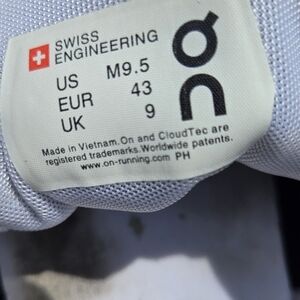 SWISS
ENGINEERING
US M9.5
EUR 43
UK 9
On
Made in Vietnam.On and CloudTec are
registered trademarks.Worldwide patents.
www.on-running.com PH